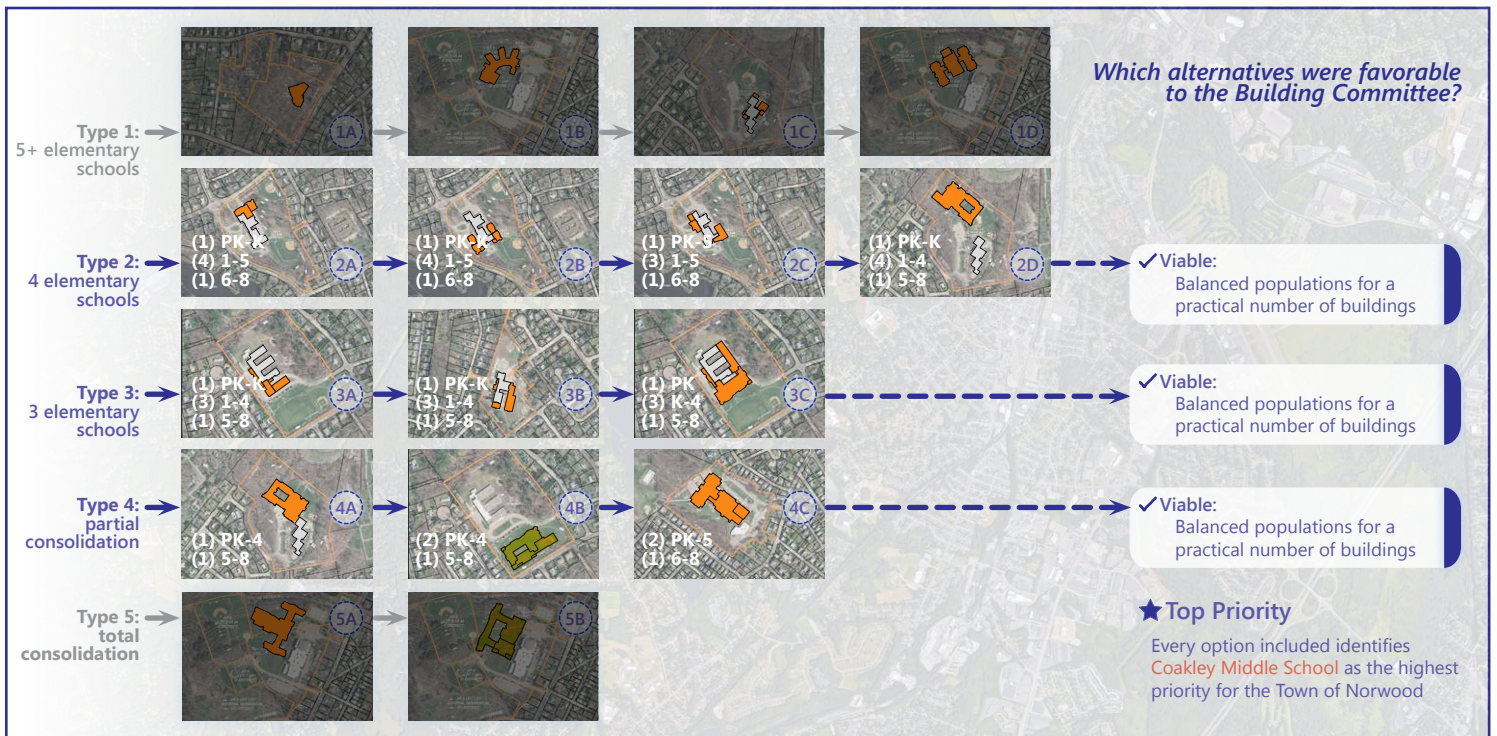 Which alternatives were favorable
to the Building Committee?
Type 1:
5+ elementary
schools
1A
1B
1C
1D
Type 2:
4 elementary
schools
(1) PK-K
(4) 1-5
(1) 6-8
2A
(1) PK-K
(4) 1-5
(1) 6-8
2B
(1) PK-5
(3) 1-5
(1) 6-8
2C
(1) PK-K
(4) 1-4
(1) 5-8
2D
✓Viable:
Balanced populations for a
practical number of buildings
Type 3:
3 elementary
schools
(1) PK-K
(3) 1-4
(1) 5-8
3A
(1) PK-K
(3) 1-4
(1) 5-8
3B
(1) PK
(3) K-4
(1) 5-8
3C
✓Viable:
Balanced populations for a
practical number of buildings
Type 4:
partial
consolidation
(1) PK-4
(1) 5-8
4A
(2) PK-4
(1) 5-8
4B
(2) PK-5
(1) 6-8
4C
✓Viable:
Balanced populations for a
practical number of buildings
Type 5:
total
consolidation
5A
5B
★ Top Priority
Every option included identifies
Coakley Middle School as the highest
priority for the Town of Norwood